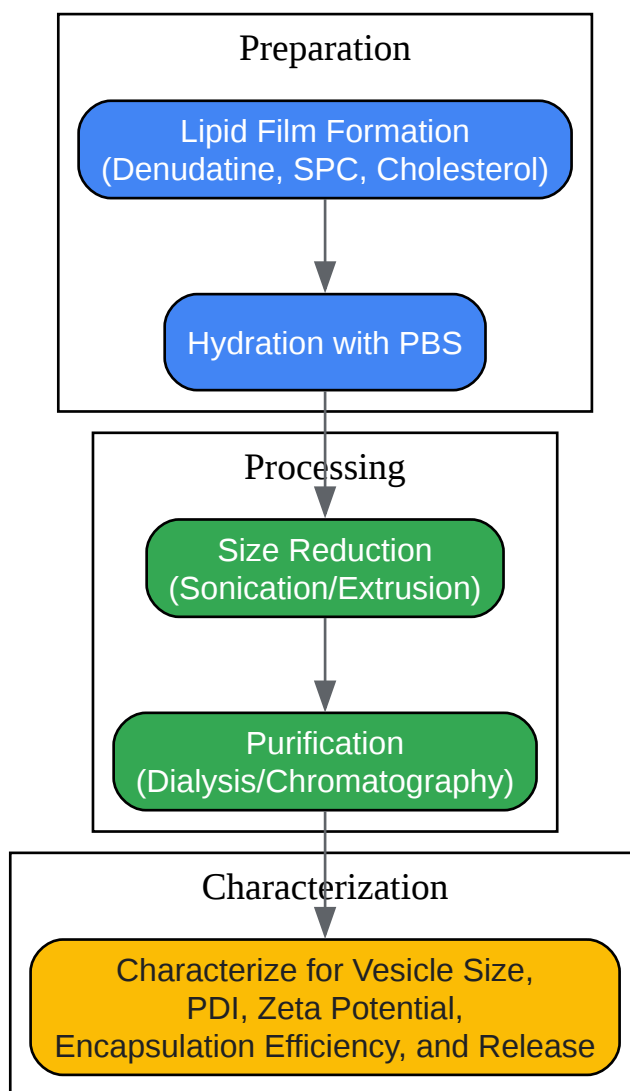 Preparation
Lipid Film Formation
(Denudatine, SPC, Cholesterol)
Hydration with PBS
Processing
Size Reduction
(Sonication/Extrusion)
Purification
(Dialysis/Chromatography)
Characterization
Characterize for Vesicle Size,
PDI, Zeta Potential,
Encapsulation Efficiency, and Release